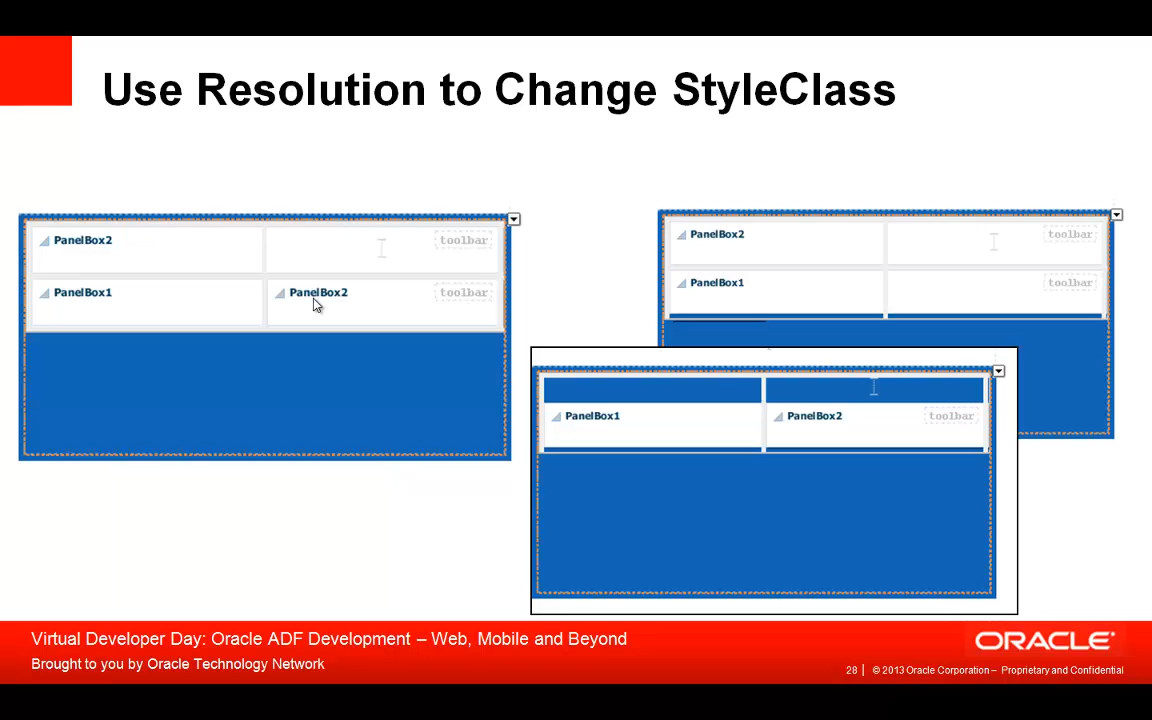 Use Resolution to Change StyleClass
PanelBox2
toolbar
PanelBox1
PanelBox2
toolbar
PanelBox2
toolbar
PanelBox1
toolbar
PanelBox1
PanelBox2
toolbar
Virtual Developer Day: Oracle ADF Development – Web, Mobile and Beyond
Brought to you by Oracle Technology Network
ORACLE
28 | © 2013 Oracle Corporation – Proprietary and Confidential